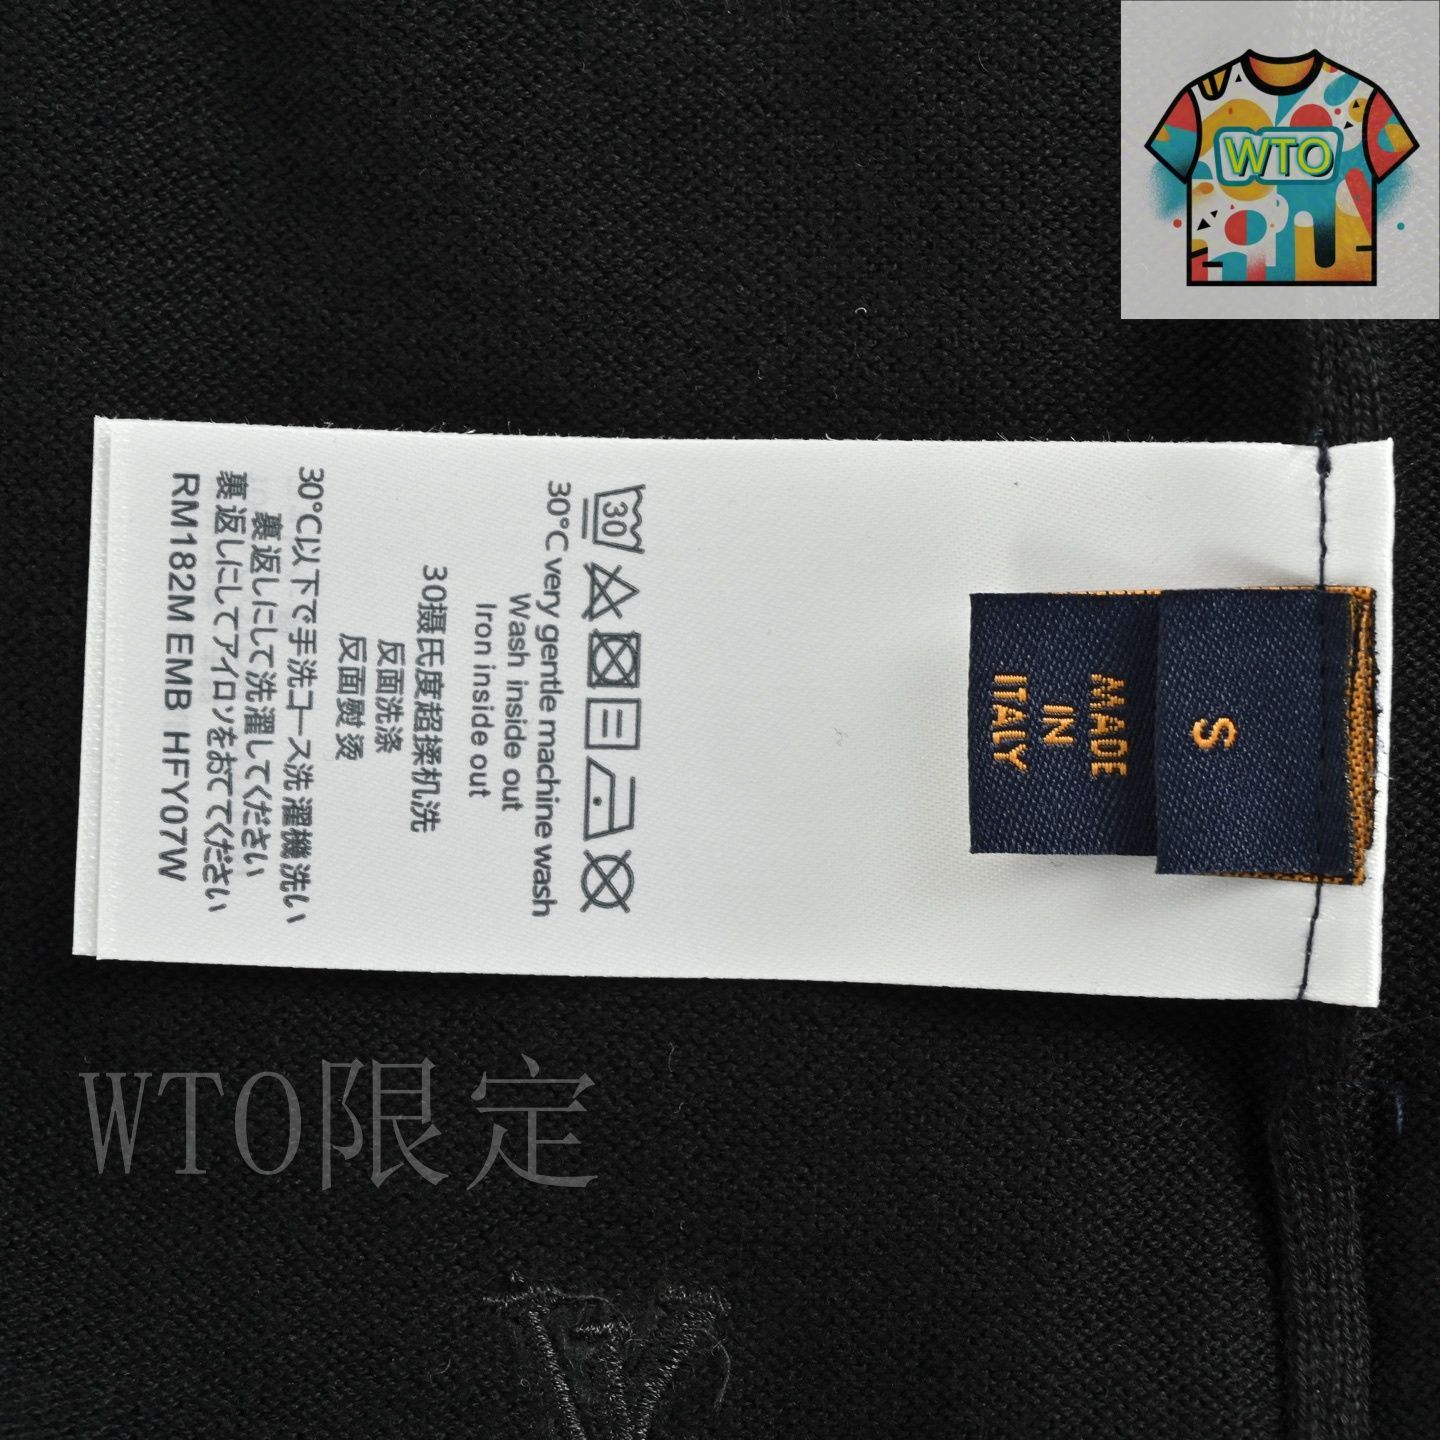 WTO
S
MADE
IN
ITALY
30
30°C very gentle machine wash
Wash inside out
Iron inside out
30摄氏度超揉机洗
反面洗涤
反面熨烫
30°C以下で手洗コース洗濯機洗い
裏返しにして洗濯してください
裏返しにしてアイロンをおててください
RM182M EMB HFY07W
WTO限定